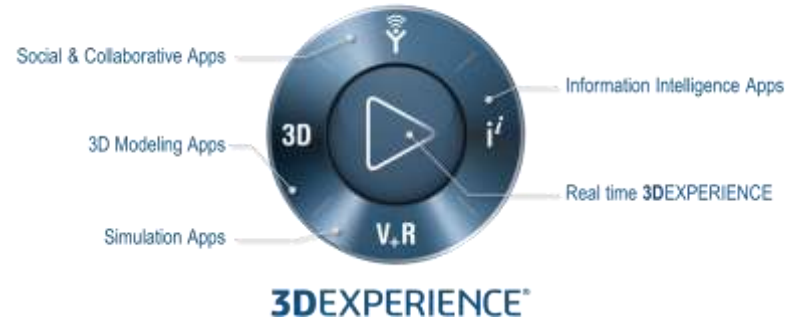 Social & Collaborative Apps
Information Intelligence Apps
3D
i i
3D Modeling Apps
Real time 3DEXPERIENCE
Simulation Apps
V+R
3DEXPERIENCE®